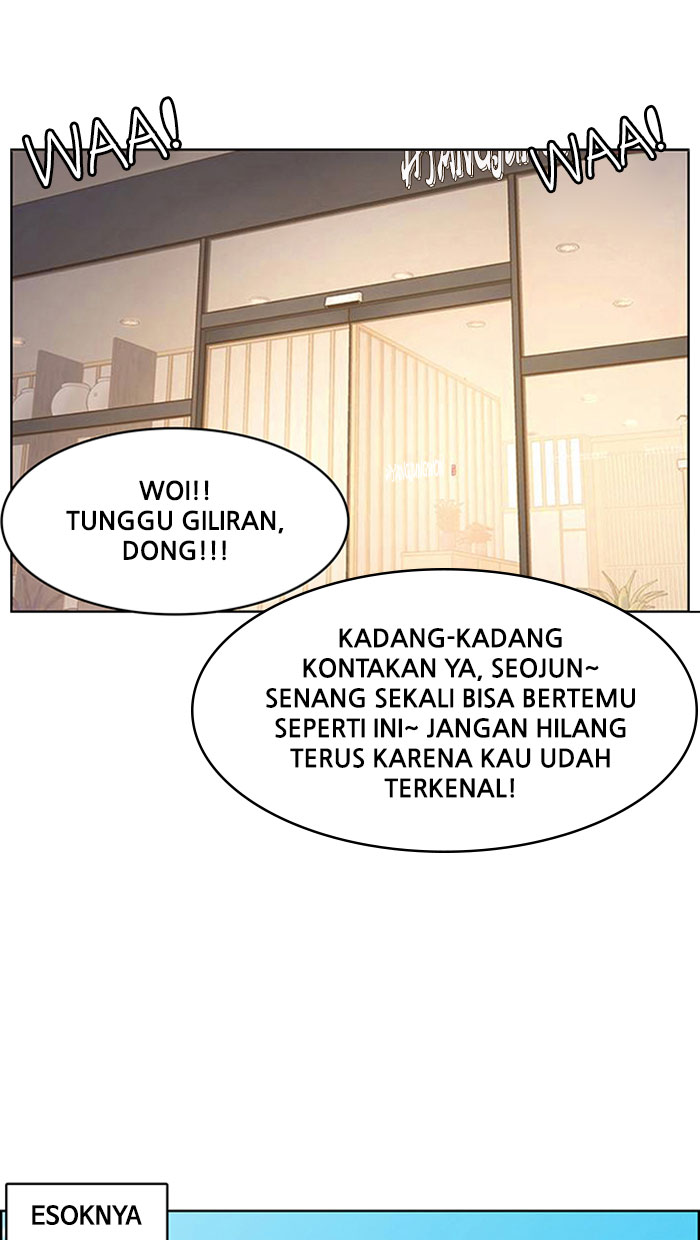 WAA!
WAA!
WOI!!
TUNGGU GILIRAN,
DONG!!!
KADANG-KADANG
KONTAKAN YA, SEOJUN~
SENANG SEKALI BISA BERTEMU
SEPERTI INI~ JANGAN HILANG
TERUS KARENA KAU UDAH
TERKENAL!
ESOKNYA